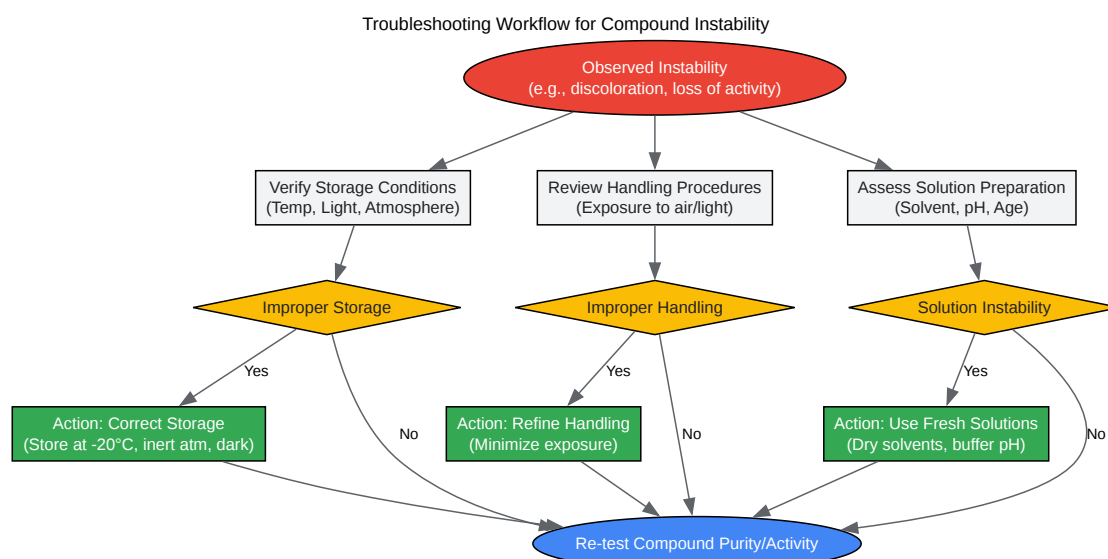 Troubleshooting Workflow for Compound Instability
Observed Instability
(e.g., discoloration, loss of activity)
Verify Storage Conditions
(Temp, Light, Atmosphere)
Review Handling Procedures
(Exposure to air/light)
Assess Solution Preparation
(Solvent, pH, Age)
Improper Storage
Improper Handling
Solution Instability
Yes
Yes
Yes
Action: Correct Storage
(Store at -20°C, inert atm, dark)
No
Action: Refine Handling
(Minimize exposure)
No
Action: Use Fresh Solutions
(Dry solvents, buffer pH)
No
Re-test Compound Purity/Activity